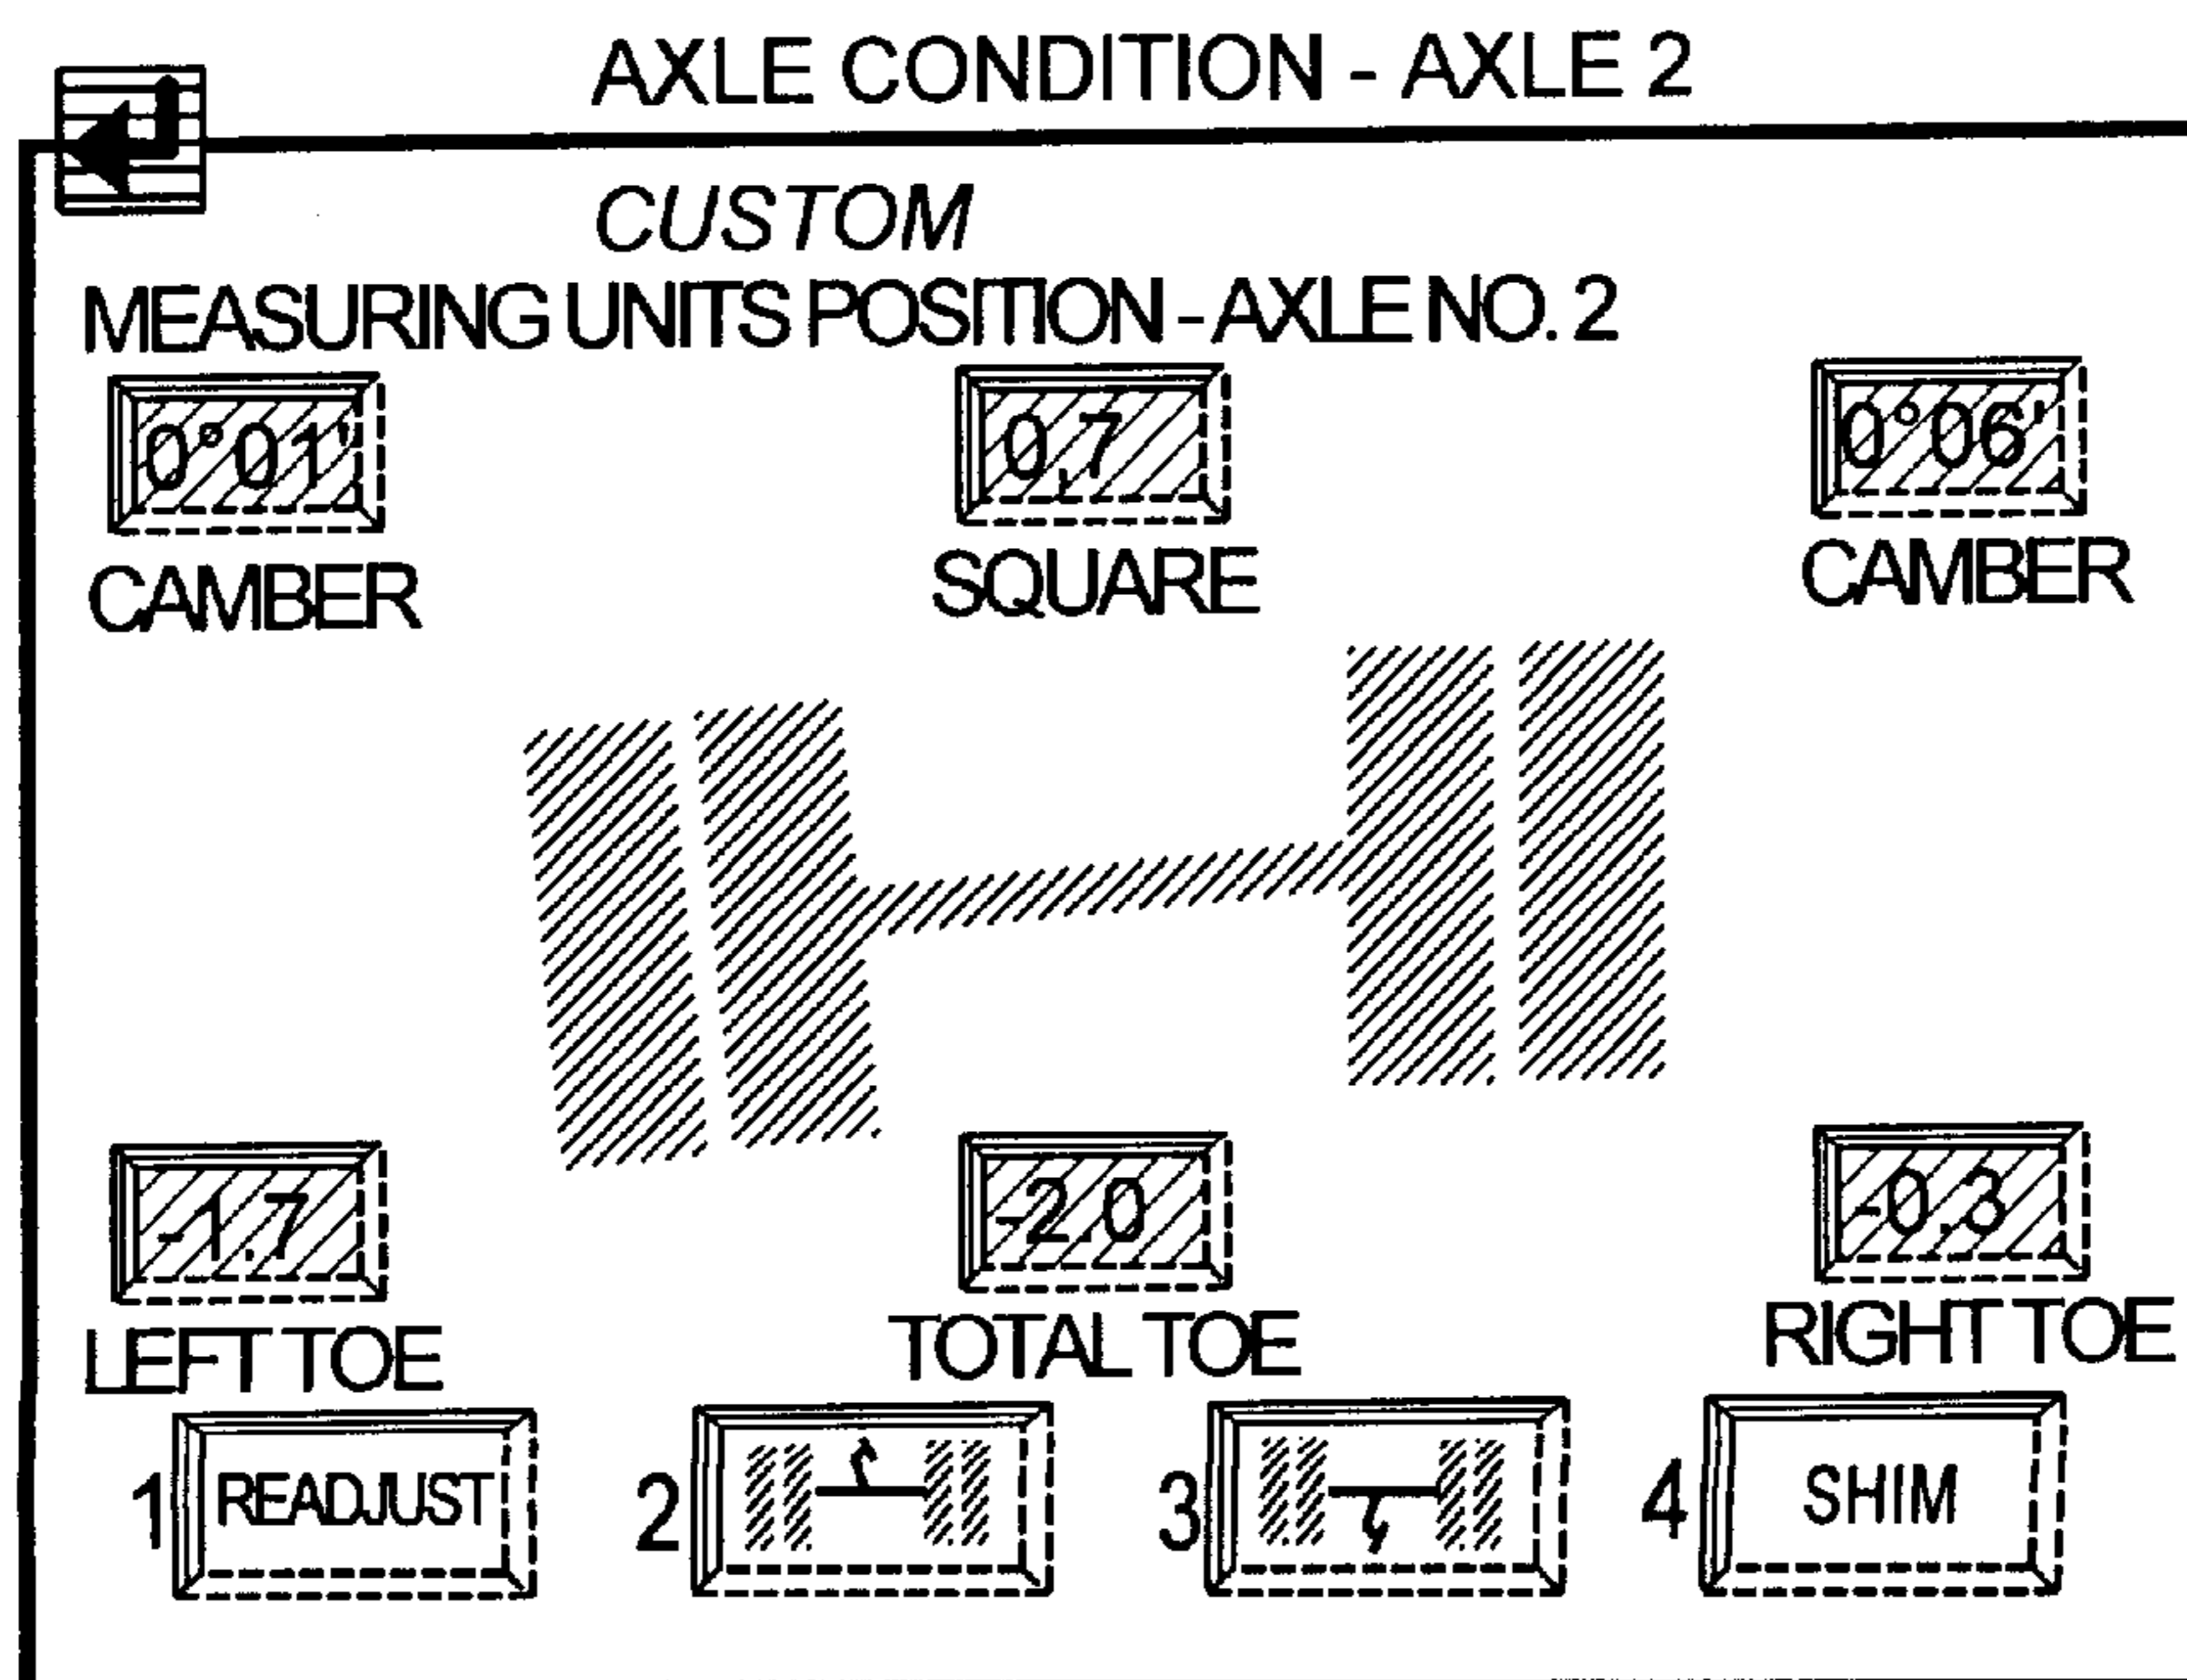 AXLE CONDITION - AXLE 2
CUSTOM
MEASURING UNITS POSITION - AXLE NO. 2
0°01' 0,7 0°06'
CAMBER SQUARE CAMBER
-1.7 -2.0 -0,3
LEFT TOE TOTAL TOE RIGHT TOE
1 READJUST 2 3 4 SHIM